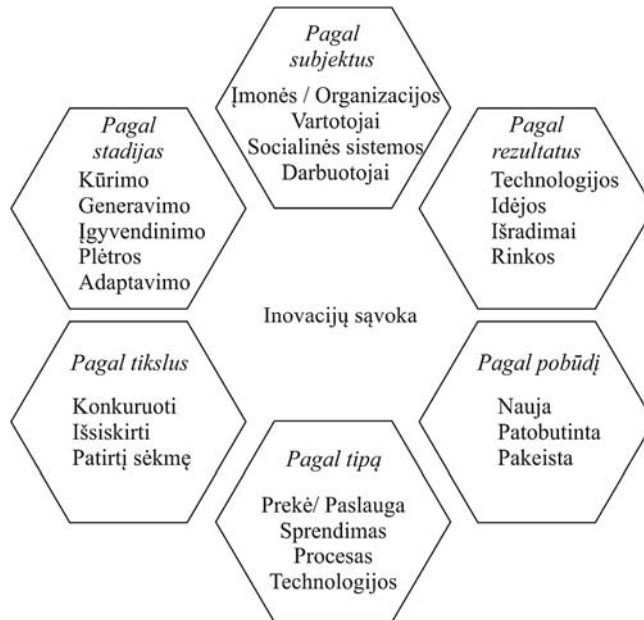 Pagal
subjektus
Įmonės / Organizacijos
Vartotojai
Socialinės sistemos
Darbuotojai
Pagal
stadijas
Kūrimo
Generavimo
Įgyvendinimo
Plėtros
Adaptavimo
Pagal
rezultatus
Technologijos
Idėjos
Išradimai
Rinkos
Inovacijų sąvoka
Pagal tikslus
Konkuruoti
Išsiskirti
Patirtį sėkmę
Pagal pobūdį
Nauja
Patobutinta
Pakeista
Pagal tipą
Prekė/ Paslauga
Sprendimas
Procesas
Technologijos